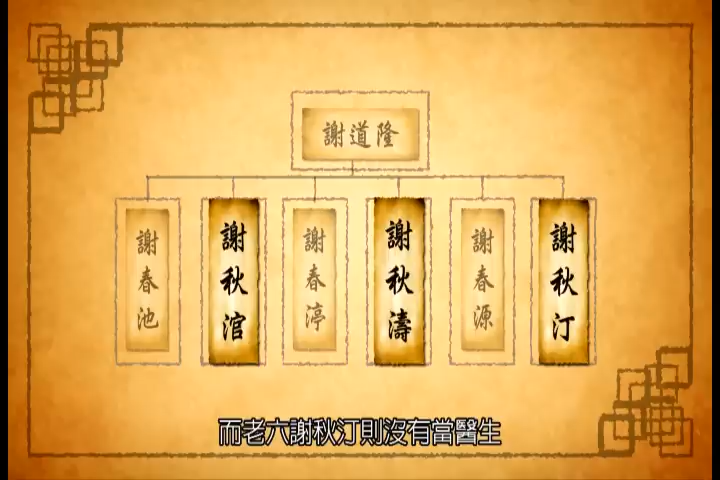 謝道隆
謝春池
謝秋涫
謝春渟
謝秋濤
謝春源
謝秋汀
而老六謝秋汀則沒有當醫生